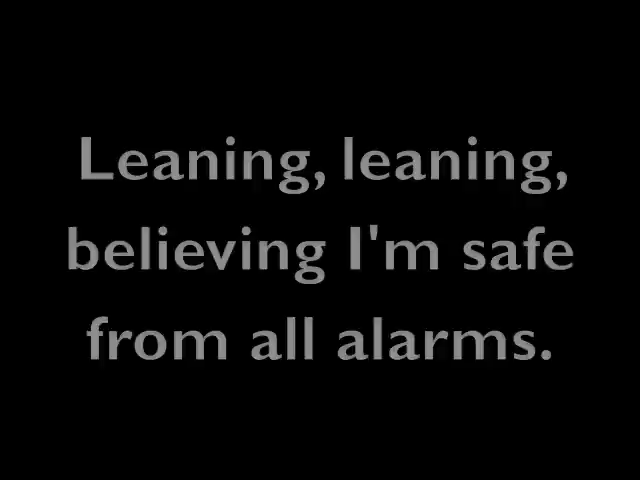 Leaning, leaning,
believing I'm safe
from all alarms.